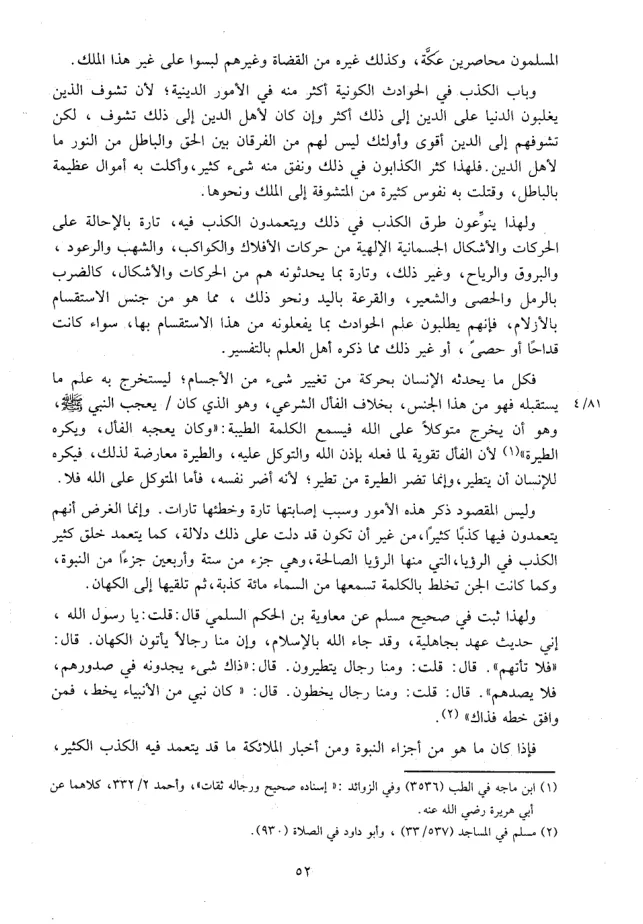 المسلمون محاصرين عكَّة، وكذلك غيره من القضاة وغيرهم لبسوا على غير هذا الملك.
وباب الكذب في الحوادث الكونية أكثر منه في الأمور الدينية؛ لأن تشوف الذين
يغلبون الدنيا على الدين إلى ذلك أكثر وإن كان لأهل الدين إلى ذلك تشوف ، لكن
تشوفهم إلى الدين أقوى وأولئك ليس لهم من الفرقان بين الحق والباطل من النور ما
لأهل الدين. فلهذا كثر الكذابون في ذلك ونفق منه شىء كثير، وأكلت به أموال عظيمة
بالباطل، وقتلت به نفوس كثيرة من المتشوفة إلى الملك ونحوها.
ولهذا ينوِّعون طرق الكذب في ذلك ويتعمدون الكذب فيه، تارة بالإحالة على
الحركات والأشكال الجسمانية الإلهية من حركات الأفلاك والكواكب، والشهب والرعود ،
والبروق والرياح، وغير ذلك، وتارة بما يحدثونه هم من الحركات والأشكال، كالضرب
بالرمل والحصى والشعير، والقرعة باليد ونحو ذلك ، مما هو من جنس الاستقسام
بالأزلام، فإنهم يطلبون علم الحوادث بما يفعلونه من هذا الاستقسام بها، سواء كانت
قداحًا أو حصىً ، أو غير ذلك مما ذكره أهل العلم بالتفسير.
فكل ما يحدثه الإنسان بحركة من تغيير شىء من الأجسام؛ ليستخرج به علم ما
٤/٨١ يستقبله فهو من هذا الجنس، بخلاف الفأل الشرعي، وهو الذي كان / يعجب النبي ﷺ،
وهو أن يخرج متوكلاً على الله فيسمع الكلمة الطيبة: «وكان يعجبه الفأل، ويكره
الطيرة»(١) لأن الفأل تقوية لما فعله بإذن الله والتوكل عليه، والطيرة معارضة لذلك، فيكره
للإنسان أن يتطير، وإنما تضر الطيرة من تطير؛ لأنه أضر نفسه، فأما المتوكل على الله فلا.
وليس المقصود ذكر هذه الأمور وسبب إصابتها تارة وخطئها تارات. وإنما الغرض أنهم
يتعمدون فيها كذبًا كثيرًا، من غير أن تكون قد دلت على ذلك دلالة، كما يتعمد خلق كثير
الكذب في الرؤيا، التي منها الرؤيا الصالحة، وهي جزء من ستة وأربعين جزءًا من النبوة،
وكما كانت الجن تخلط بالكلمة تسمعها من السماء مائة كذبة، ثم تلقيها إلى الكهان.
ولهذا ثبت في صحيح مسلم عن معاوية بن الحكم السلمي قال: قلت: يا رسول الله ،
إني حديث عهد بجاهلية، وقد جاء الله بالإسلام، وإن منا رجالاً يأتون الكهان. قال:
«فلا تأتهم». قال: قلت: ومنا رجال يتطيرون. قال: «ذاك شىء يجدونه في صدورهم،
فلا يصدهم». قال: قلت: ومنا رجال يخطون. قال: « كان نبي من الأنبياء يخط، فمن
وافق خطه فذاك» (٢).
فإذا كان ما هو من أجزاء النبوة ومن أخبار الملائكة ما قد يتعمد فيه الكذب الكثير،
(١) ابن ماجه في الطب (٣٥٣٦) وفي الزوائد : « إسناده صحيح ورجاله ثقات»، وأحمد ٢/ ٣٣٢، كلاهما عن
أبي هريرة رضي الله عنه.
(٢) مسلم في المساجد (٥٣٧/ ٣٣) ، وأبو داود في الصلاة (٩٣٠).
٥٢